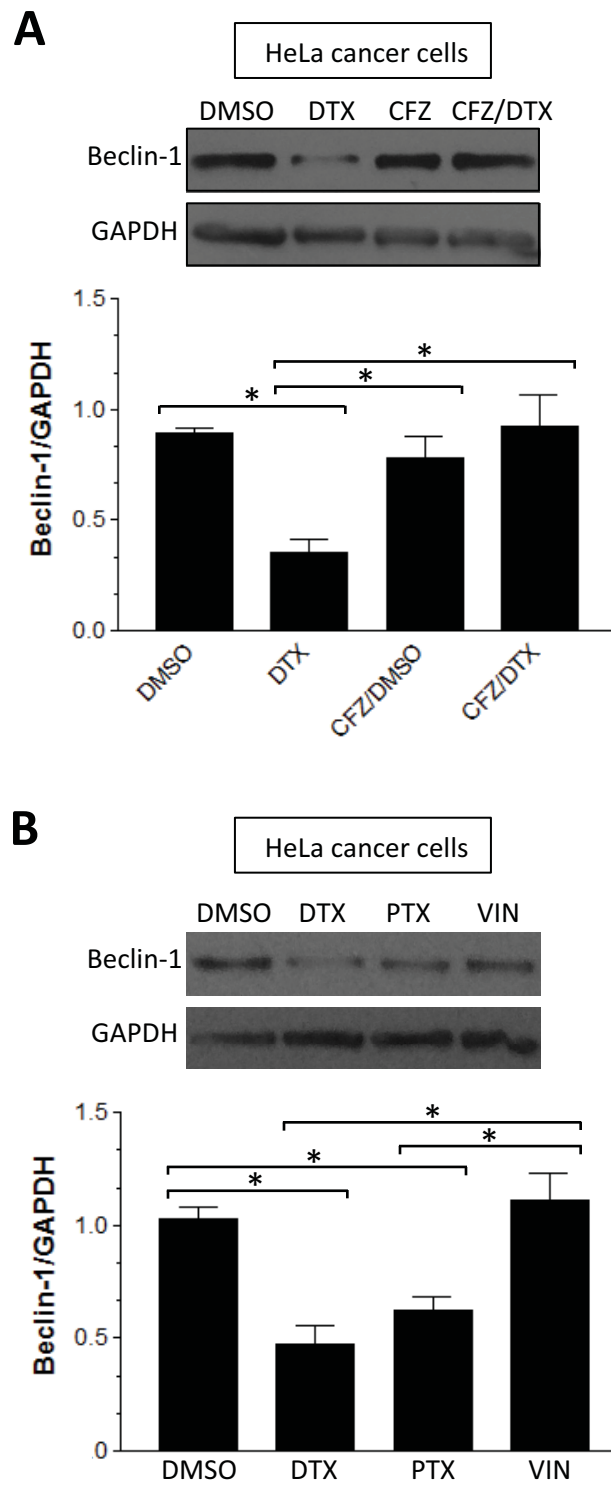 A
HeLa cancer cells
DMSO DTX CFZ CFZ/DTX
Beclin-1
GAPDH
1.5
1.0
0.5
0.0
Beclin-1/GAPDH
*
*
*
DMSO DTX CFZ/DMSO CFZ/DTX
B
HeLa cancer cells
DMSO DTX PTX VIN
Beclin-1
GAPDH
1.5
1.0
0.5
.0
Beclin-1/GAPDH
*
*
*
*
DMSO DTX PTX VIN